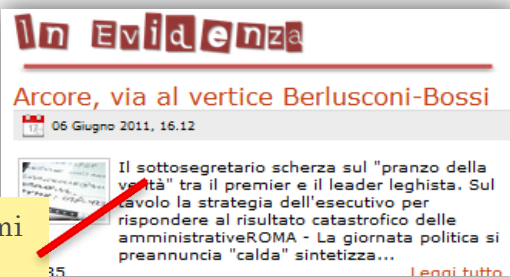 In Evidenza
Arcore, via al vertice Berlusconi-Bossi
06 Giugno 2011, 16.12
Il sottosegretario scherza sul "pranzo della
verità" tra il premier e il leader leghista. Sul
tavolo la strategia dell'esecutivo per
rispondere al risultato catastrofico delle
amministrativeROMA - La giornata politica si
preannuncia "calda" sintetizza...
Leggi tutto